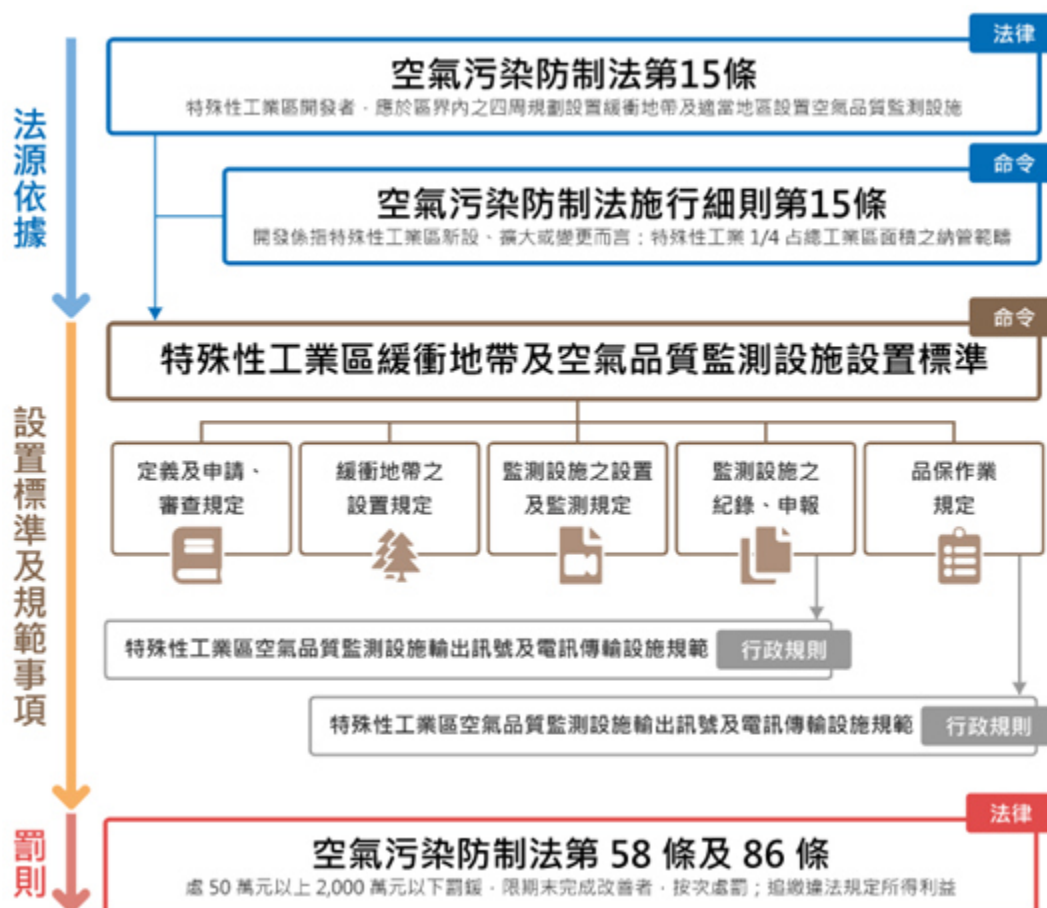 法律
空氣污染防制法第15條
特殊性工業區開發者,應於區界內之四周規劃設置緩衝地帶及適當地區設置空氣品質監測設施
法源依據
命令
空氣污染防制法施行細則第15條
開發係指特殊性工業區新設、擴大或變更而言;特殊性工業 1/4 占總工業區面積之納管範疇
命令
特殊性工業區緩衝地帶及空氣品質監測設施設置標準
設置標準及規範事項
定義及申請、
審查規定
緩衝地帶之
設置規定
監測設施之設置
及監測規定
監測設施之
紀錄、申報
品保作業
規定
特殊性工業區空氣品質監測設施輸出訊號及電訊傳輸設施規範 行政規則
特殊性工業區空氣品質監測設施輸出訊號及電訊傳輸設施規範 行政規則
罰則
法律
空氣污染防制法第 58 條及 86 條
處 50 萬元以上 2,000 萬元以下罰鍰,限期未完成改善者,按次處罰;追繳違法規定所得利益